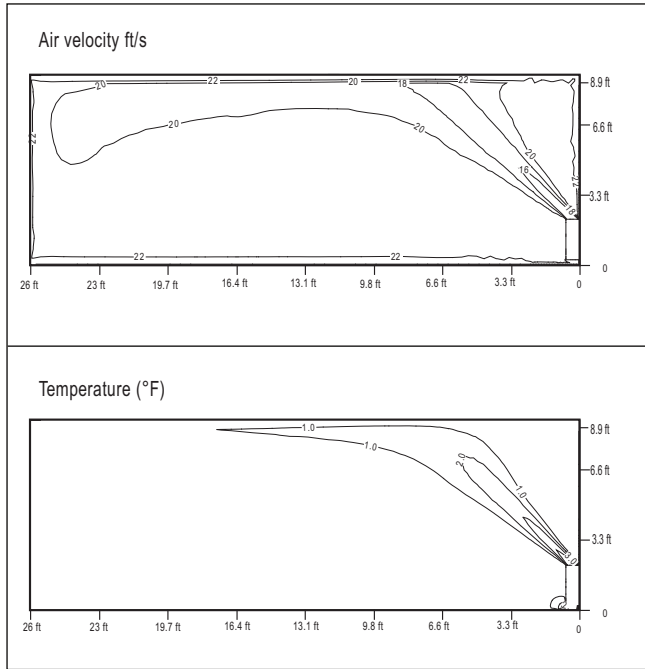 Air velocity ft/s
22 20 22 8.9 ft
20 18
22 20 20 6.6 ft
20
16
22 3.3 ft
18
22 22 0
26 ft 23 ft 19.7 ft 16.4 ft 13.1 ft 9.8 ft 6.6 ft 3.3 ft 0
Temperature (°F)
1.0 8.9 ft
1.0
2.0 1.0 6.6 ft
3.3 ft
3.0
0
26 ft 23 ft 19.7 ft 16.4 ft 13.1 ft 9.8 ft 6.6 ft 3.3 ft 0